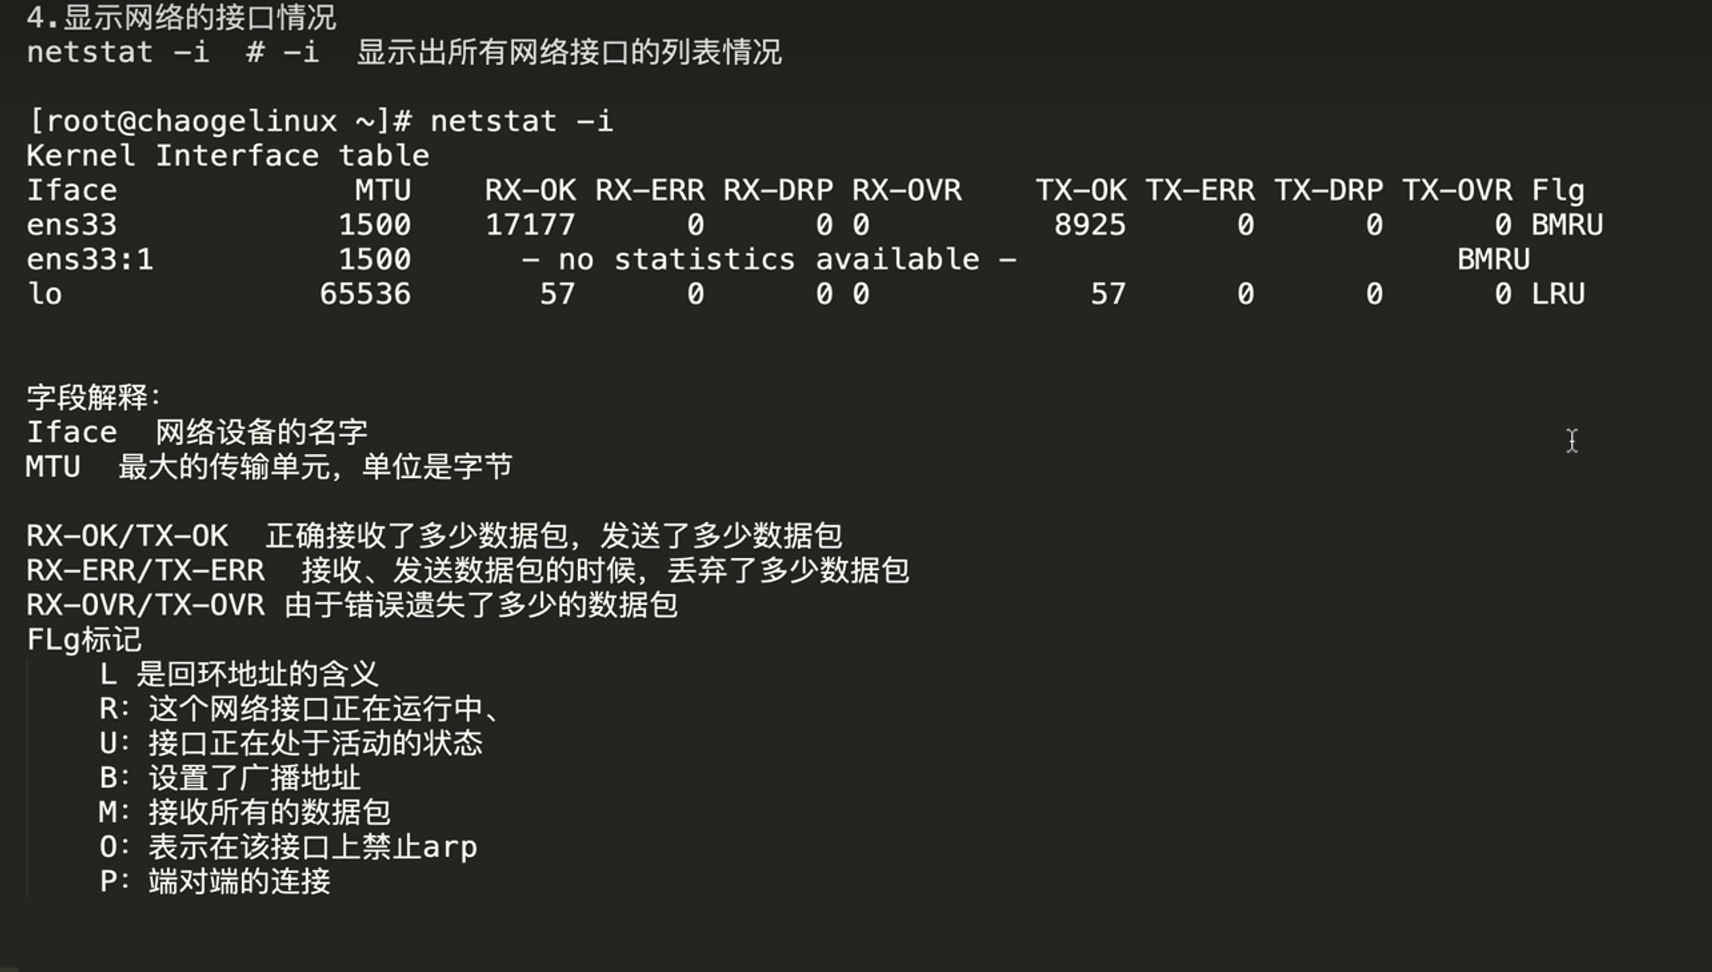 4.显示网络的接口情况
netstat -i  # -i  显示出所有网络接口的列表情况
[root@chaogelinux ~]# netstat -i
Kernel Interface table
Iface             MTU    RX-OK RX-ERR RX-DRP RX-OVR    TX-OK TX-ERR TX-DRP TX-OVR Flg
ens33            1500    17177      0      0 0          8925      0      0      0 BMRU
ens33:1          1500      - no statistics available -                        BMRU
lo              65536       57      0      0 0            57      0      0      0 LRU
字段解释：
Iface  网络设备的名字
MTU  最大的传输单元，单位是字节
RX-OK/TX-OK  正确接收了多少数据包，发送了多少数据包
RX-ERR/TX-ERR  接收、发送数据包的时候，丢弃了多少数据包
RX-OVR/TX-OVR 由于错误遗失了多少的数据包
FLg标记
L 是回环地址的含义
R：这个网络接口正在运行中、
U：接口正在处于活动的状态
B：设置了广播地址
M：接收所有的数据包
O：表示在该接口上禁止arp
P：端对端的连接